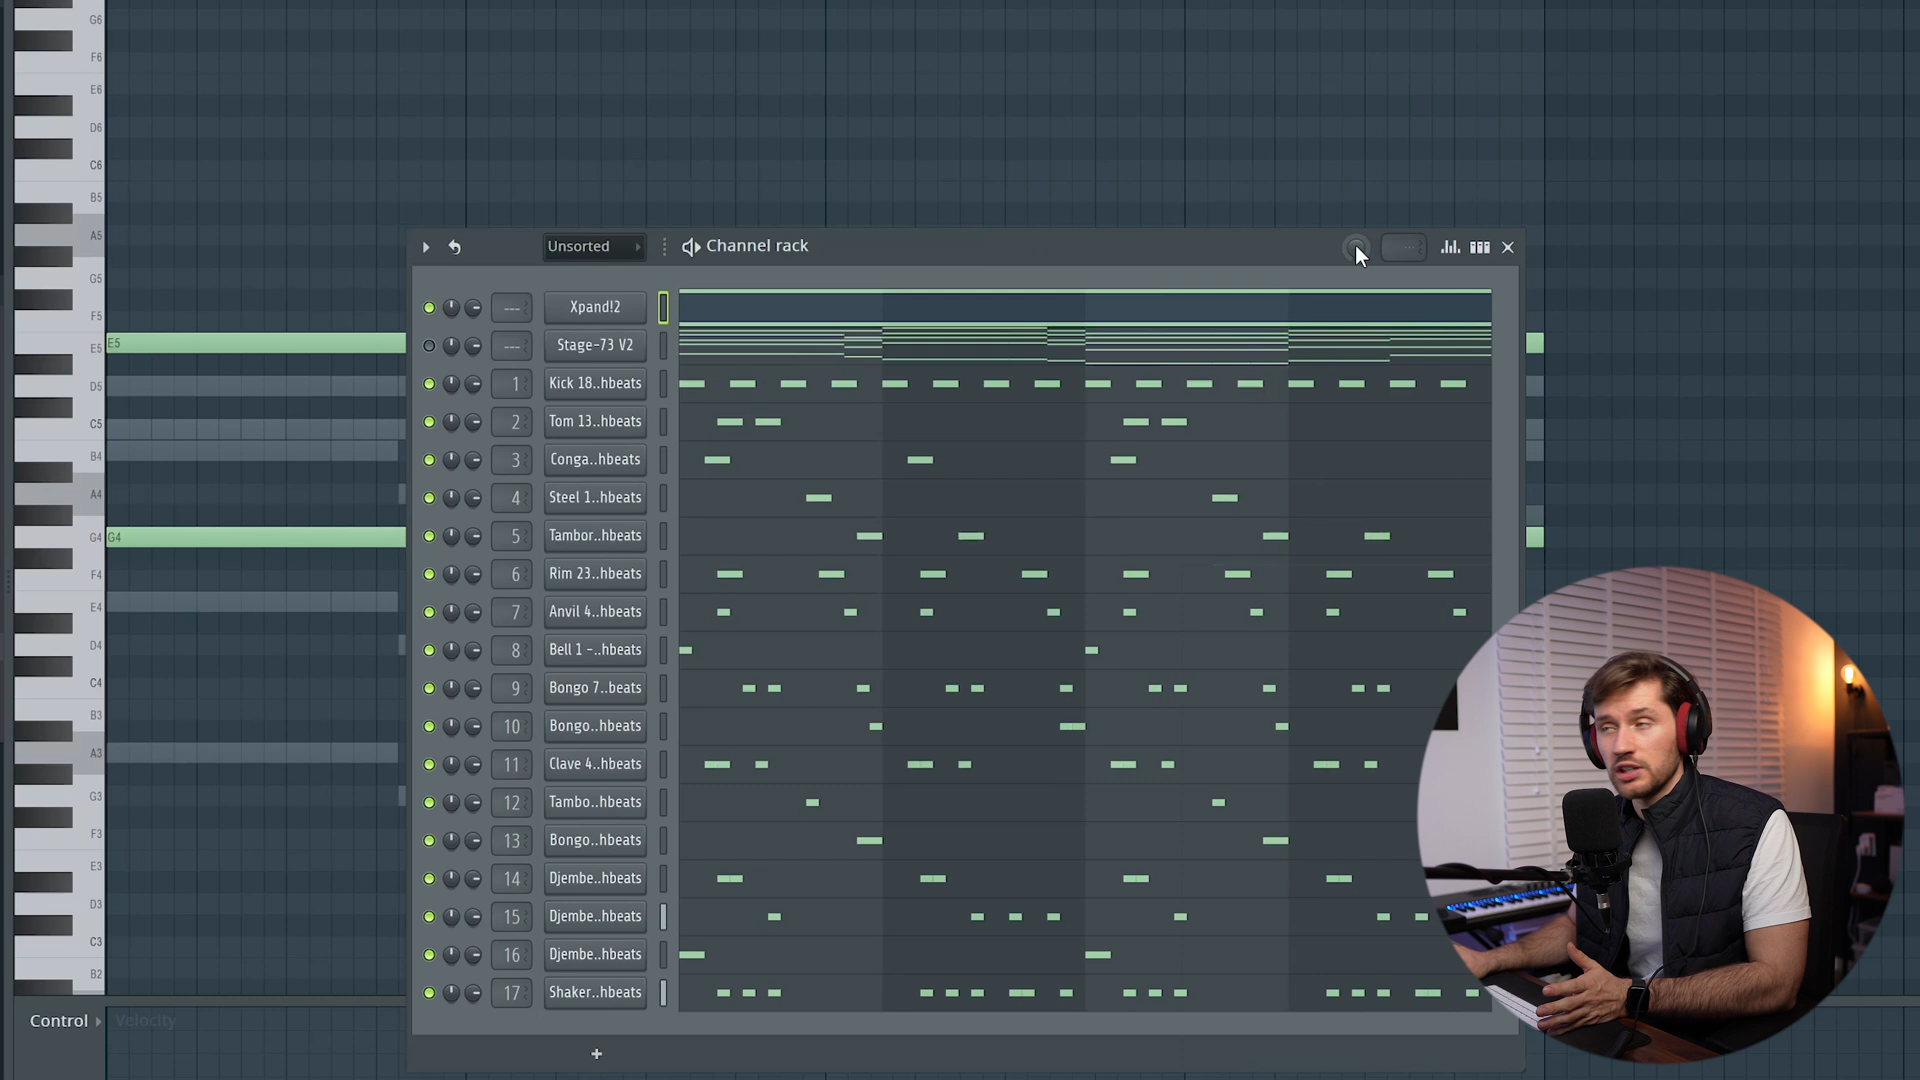 G6
F6
E6
D6
C6
B5
A5
G5
F5
E5
D5
C5
B4
A4
G4
F4
E4
D4
C4
B3
A3
G3
F3
E3
D3
C3
B2
E5
G4
Control
Velocity
Unsorted
Channel rack
--- Xpand!2
--- Stage-73 V2
1 Kick 18..hbeats
2 Tom 13..hbeats
3 Conga..hbeats
4 Steel 1..hbeats
5 Tambor..hbeats
6 Rim 23..hbeats
7 Anvil 4..hbeats
8 Bell 1 -..hbeats
9 Bongo 7..beats
10 Bongo..hbeats
11 Clave 4..hbeats
12 Tambo..hbeats
13 Bongo..hbeats
14 Djembe..hbeats
15 Djembe..hbeats
16 Djembe..hbeats
17 Shaker..hbeats
+